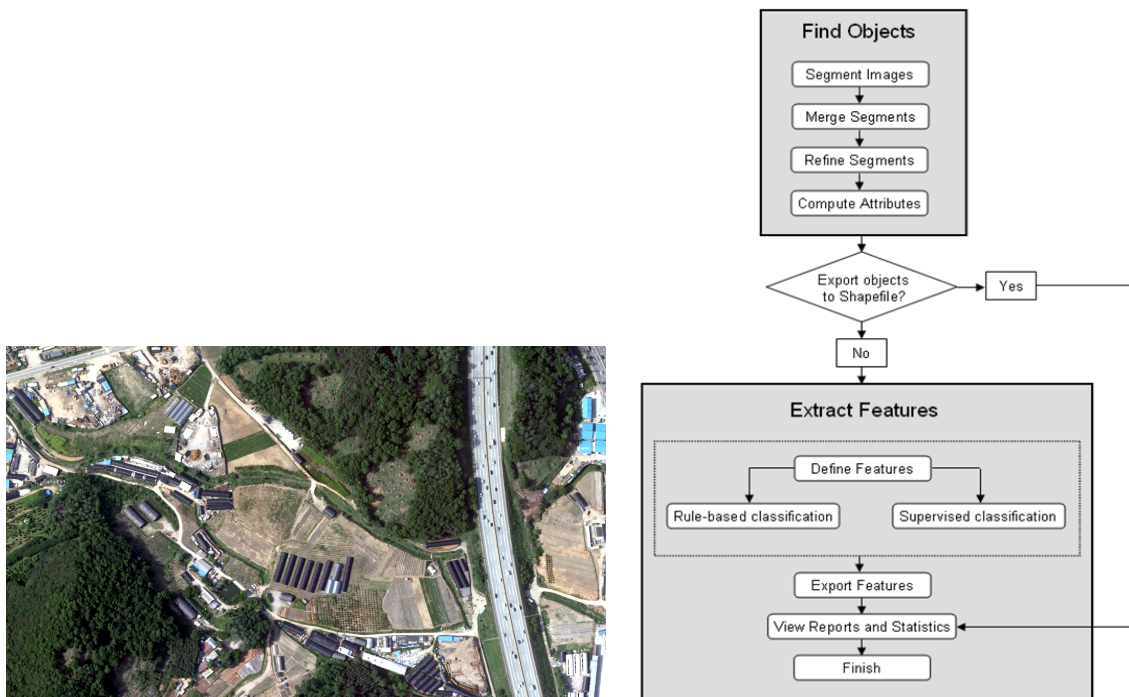 Find Objects
Segment Images
Merge Segments
Refine Segments
Compute Attributes
Export objects
to Shapefile?
Yes
No
Extract Features
Define Features
Rule-based classification
Supervised classification
Export Features
View Reports and Statistics
Finish